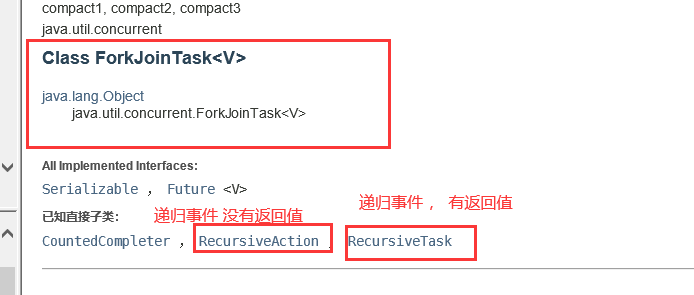 compact1, compact2, compact3
java.util.concurrent
Class ForkJoinTask<V>
java.lang.Object
java.util.concurrent.ForkJoinTask<V>
All Implemented Interfaces:
Serializable , Future <V>
已知直接子类:
递归事件 没有返回值
递归事件 ， 有返回值
CountedCompleter , RecursiveAction , RecursiveTask